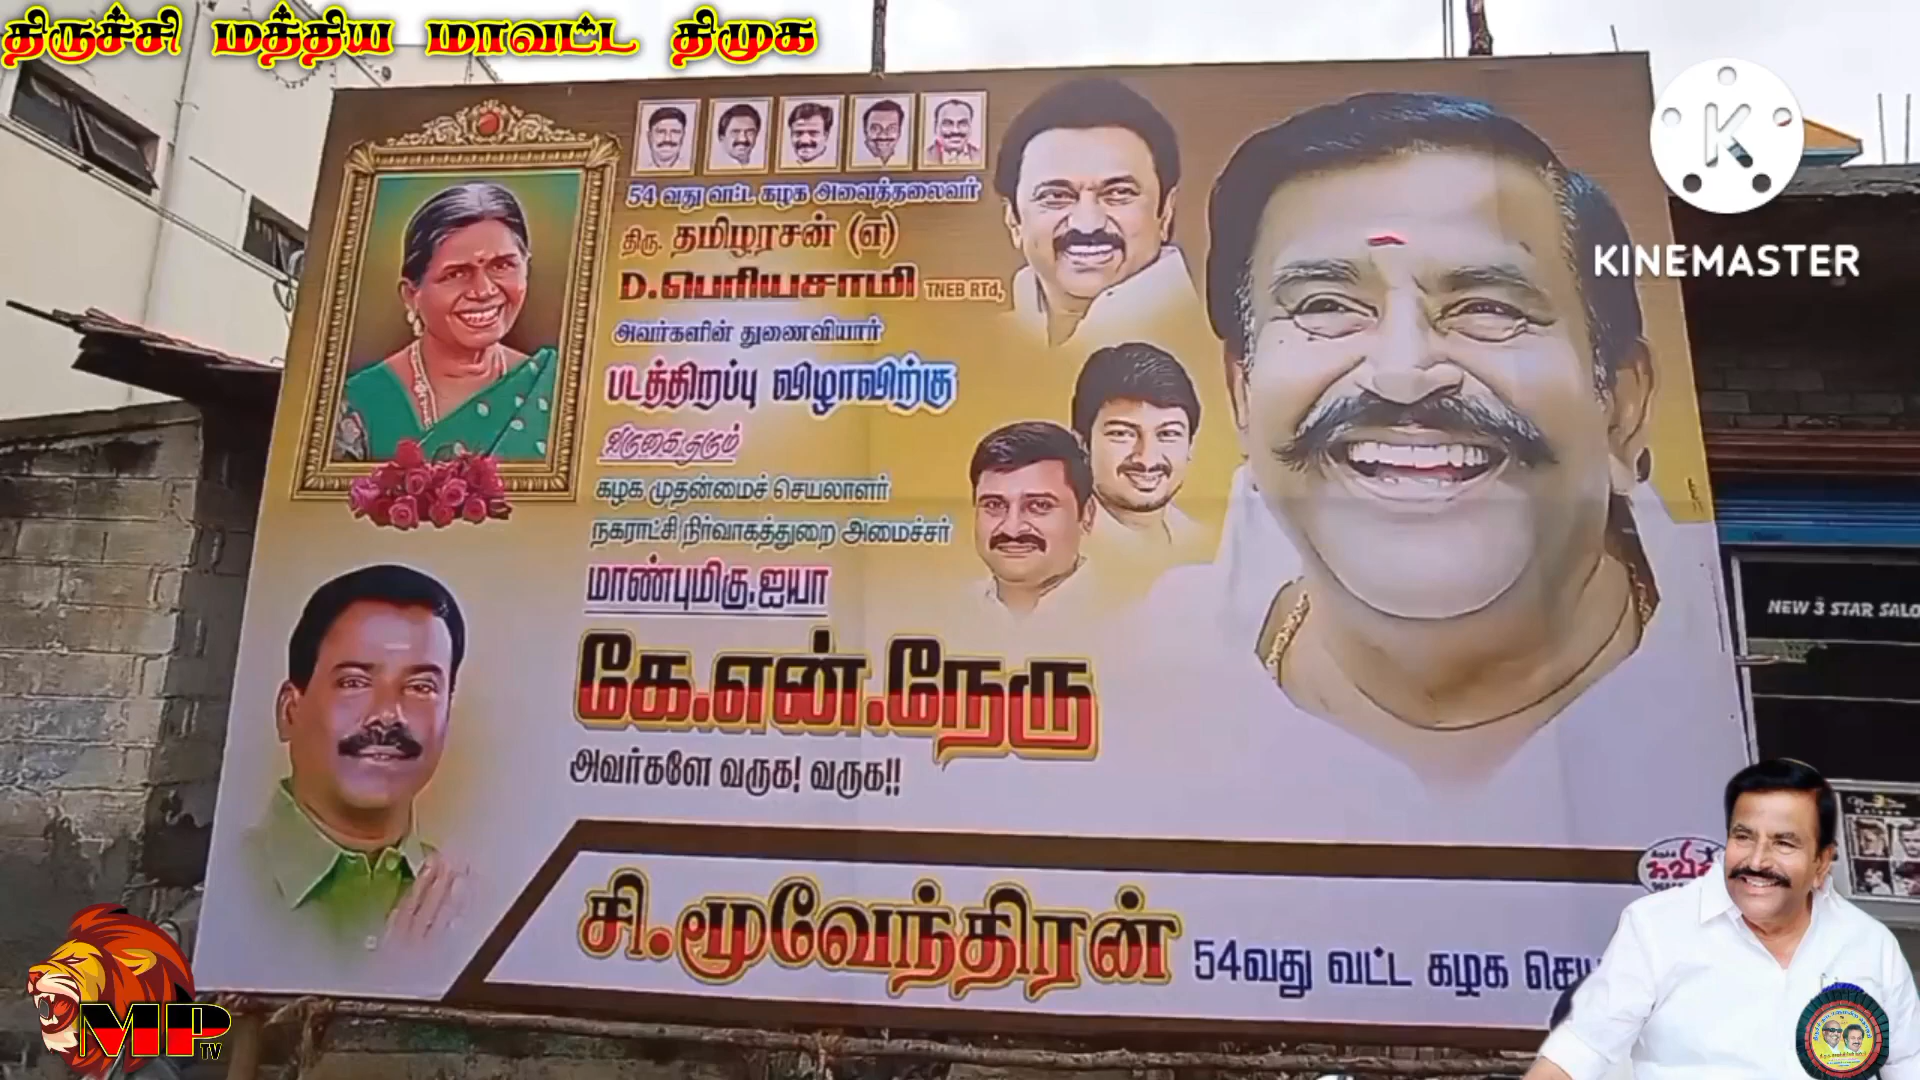 திருச்சி மத்திய மாவட்ட திமுக
KINEMASTER
54 வது வட்ட கழக அவைத்தலைவர்
திரு. தமிழரசன் (எ)
D.பெரியசாமி TNEB RTd,
அவர்களின் துணைவியார்
படத்திறப்பு விழாவிற்கு
வருகைதரும்
கழக முதன்மைச் செயலாளர்
நகராட்சி நிர்வாகத்துறை அமைச்சர்
மாண்புமிகு.ஐயா
கே.என்.நேரு
அவர்களே வருக! வருக!!
சி.மூவேந்திரன் 54வது வட்ட கழக
NEW 3 STAR
MP
TV